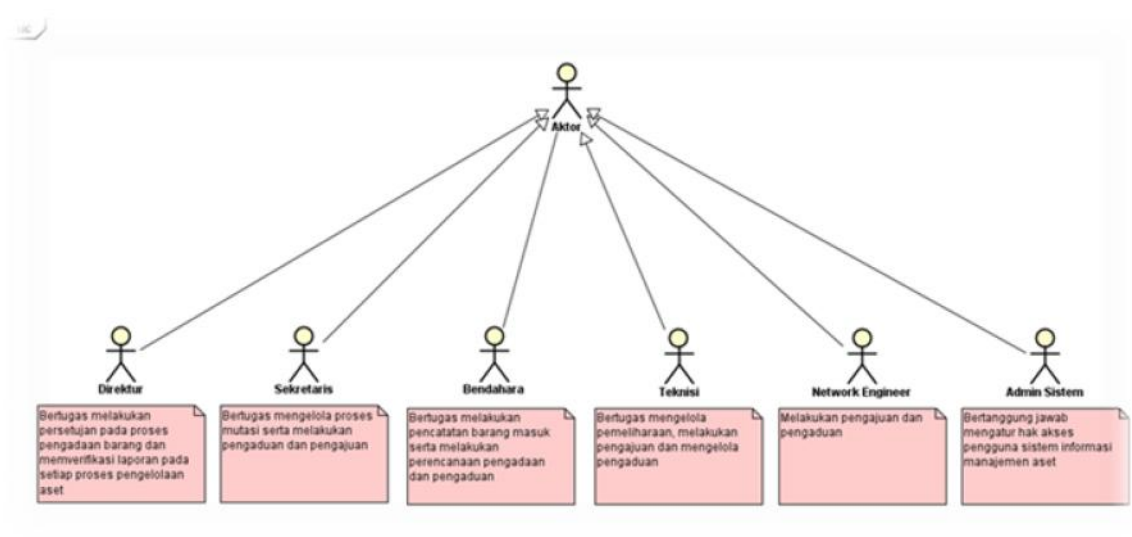 Aktor
Direktur
Sekretaris
Bendahara
Teknisi
Network Engineer
Admin Sistem
Bertugas melakukan
persetujan pada proses
pengadaan barang dan
memverifikasi laporan pada
setiap proses pengelolaan
aset
Bertugas mengelola proses
mutasi serta melakukan
pengaduan dan pengajuan
Bertugas melakukan
pencatatan barang masuk
serta melakukan
perencanaan pengadaan
dan pengaduan
Bertugas mengelola
pemeliharaan, melakukan
pengajuan dan mengelola
pengaduan
Melakukan pengajuan dan
pengaduan
Bertanggung jawab
mengatur hak akses
pengguna sistem informasi
manajemen aset